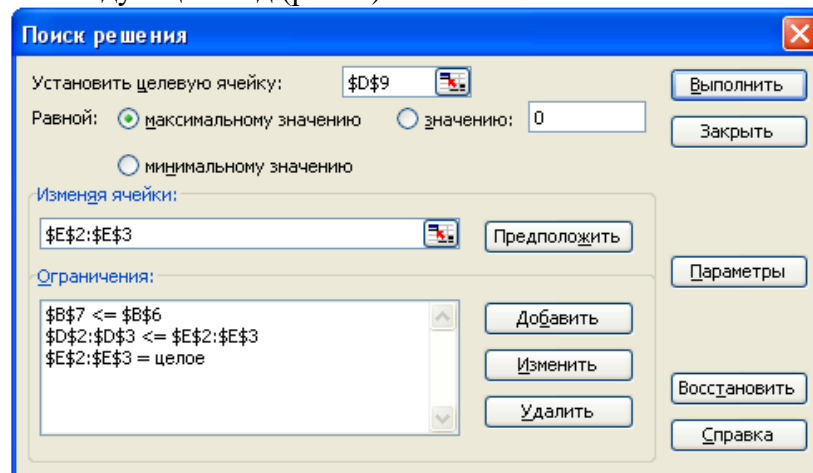 Поиск решения
Установить целевую ячейку: $D$9
Выполнить
Равной: максимальному значению значению: 0
Закрыть
минимальному значению
Изменяя ячейки:
$E$2:$E$3
Предположить
Ограничения:
Параметры
$B$7 <= $B$6
$D$2:$D$3 <= $E$2:$E$3
$E$2:$E$3 = целое
Добавить
Изменить
Удалить
Восстановить
Справка